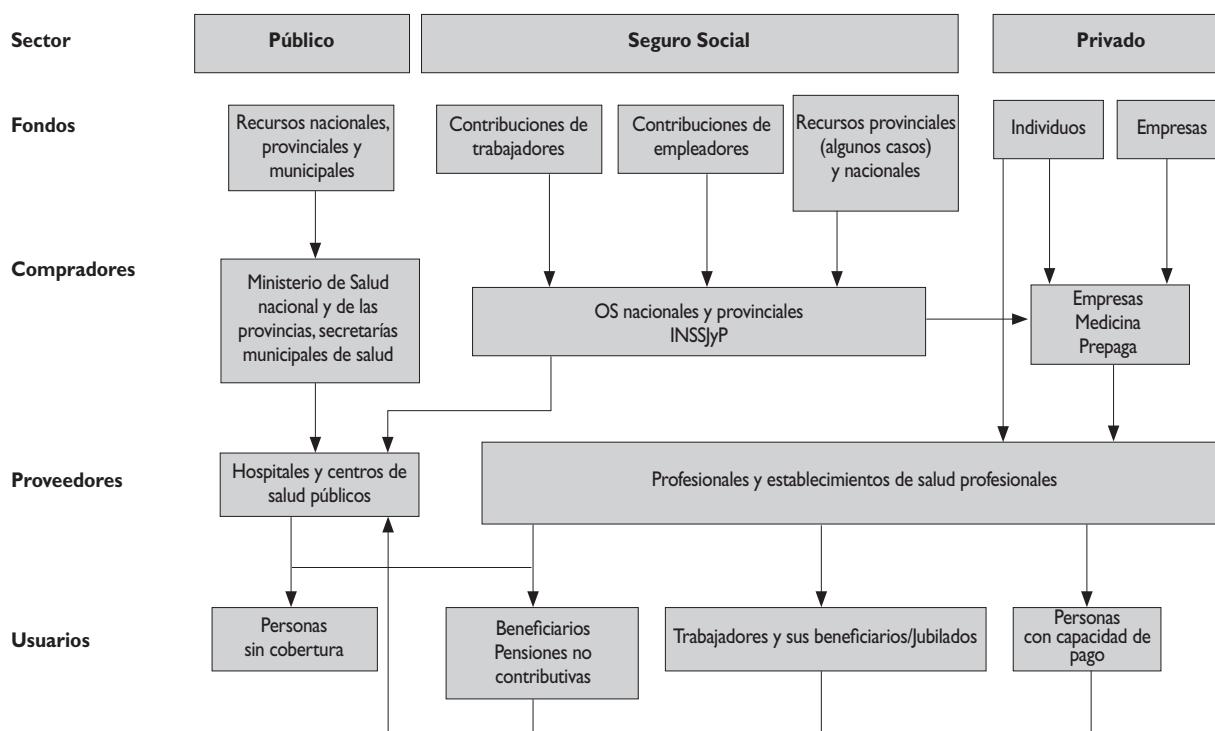 Sector
Público
Seguro Social
Privado
Fondos
Recursos nacionales,
provinciales y
municipales
Contribuciones de
trabajadores
Contribuciones de
empleadores
Recursos provinciales
(algunos casos)
y nacionales
Individuos
Empresas
Compradores
Ministerio de Salud
nacional y de las
provincias, secretarías
municipales de salud
OS nacionales y provinciales
INSSJyP
Empresas
Medicina
Prepaga
Proveedores
Hospitales y centros de
salud públicos
Profesionales y establecimientos de salud profesionales
Usuarios
Personas
sin cobertura
Beneficiarios
Pensiones no
contributivas
Trabajadores y sus beneficiarios/Jubilados
Personas
con capacidad de
pago